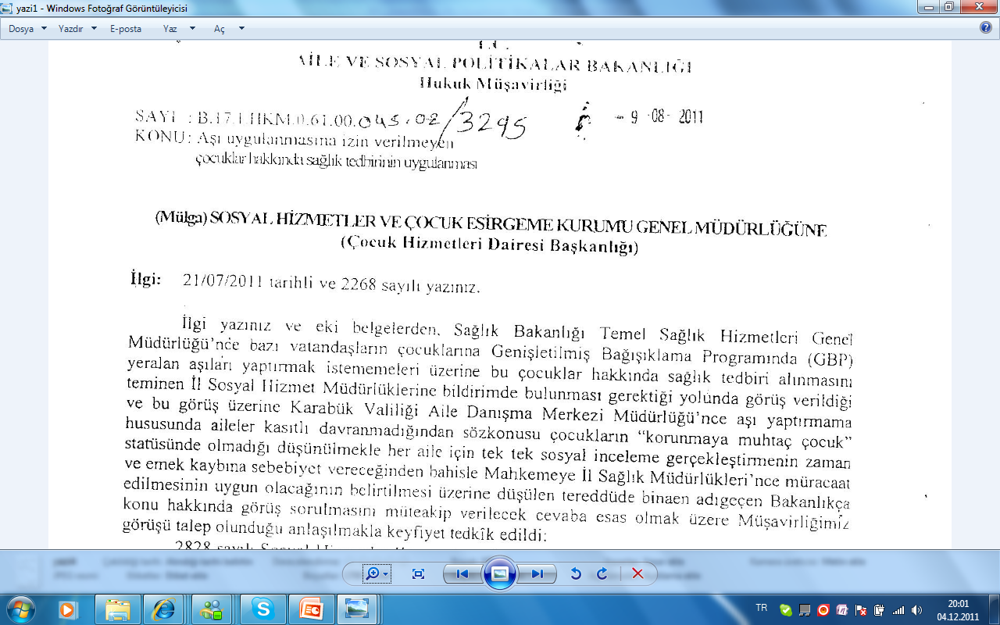 yazi1 - Windows Fotoğraf Görüntüleyicisi
Dosya Yazdır E-posta Yaz Aç
T.C.
AİLE VE SOSYAL POLİTİKALAR BAKANLIĞI
Hukuk Müşavirliği
SAYI : B.17.1.HKM.0.61.00.045.02/3295 - 9 -08- 2011
KONU: Aşı uygulanmasına izin verilmeyen
çocuklar hakkında sağlık tedbirinin uygulanması
(Mülga) SOSYAL HİZMETLER VE ÇOCUK ESİRGEME KURUMU GENEL MÜDÜRLÜĞÜNE
(Çocuk Hizmetleri Dairesi Başkanlığı)
İlgi: 21/07/2011 tarihli ve 2268 sayılı yazınız.
İlgi yazınız ve eki belgelerden, Sağlık Bakanlığı Temel Sağlık Hizmetleri Genel
Müdürlüğü'nce bazı vatandaşların çocuklarına Genişletilmiş Bağışıklama Programında (GBP)
yeralan aşıları yaptırmak istememeleri üzerine bu çocuklar hakkında sağlık tedbiri alınmasını
teminen İl Sosyal Hizmet Müdürlüklerine bildirimde bulunması gerektiği yolunda görüş verildiği
ve bu görüş üzerine Karabük Valiliği Aile Danışma Merkezi Müdürlüğü'nce aşı yaptırmama
hususunda aileler kasıtlı davranmadığından sözkonusu çocukların “korunmaya muhtaç çocuk”
statüsünde olmadığı düşünülmekle her aile için tek tek sosyal inceleme gerçekleştirmenin zaman
ve emek kaybına sebebiyet vereceğinden bahisle Mahkemeye İl Sağlık Müdürlükleri'nce müracaat
edilmesinin uygun olacağının belirtilmesi üzerine düşülen tereddüde binaen adıgeçen Bakanlıkça
konu hakkında görüş sorulmasını müteakip verilecek cevaba esas olmak üzere Müşavirliğimiz
görüşü talep olunduğu anlaşılmakla keyfiyet tedkîk edildi:
2828 sayılı Sosyal
TR 20:01
04.12.2011